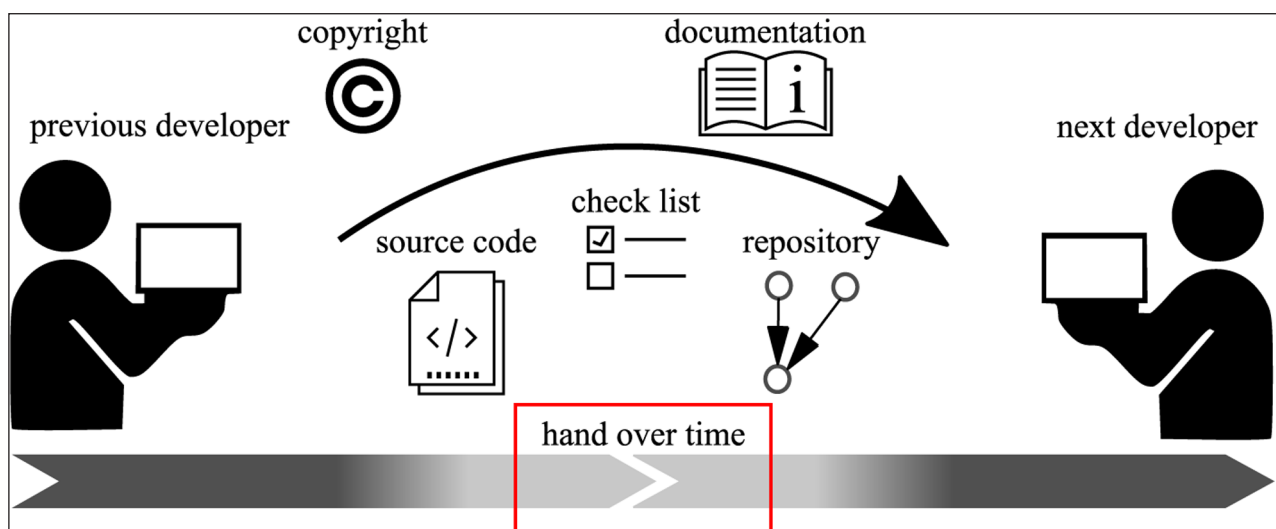 copyright
documentation
©
i
previous developer
next developer
check list
source code
repository
</>
hand over time